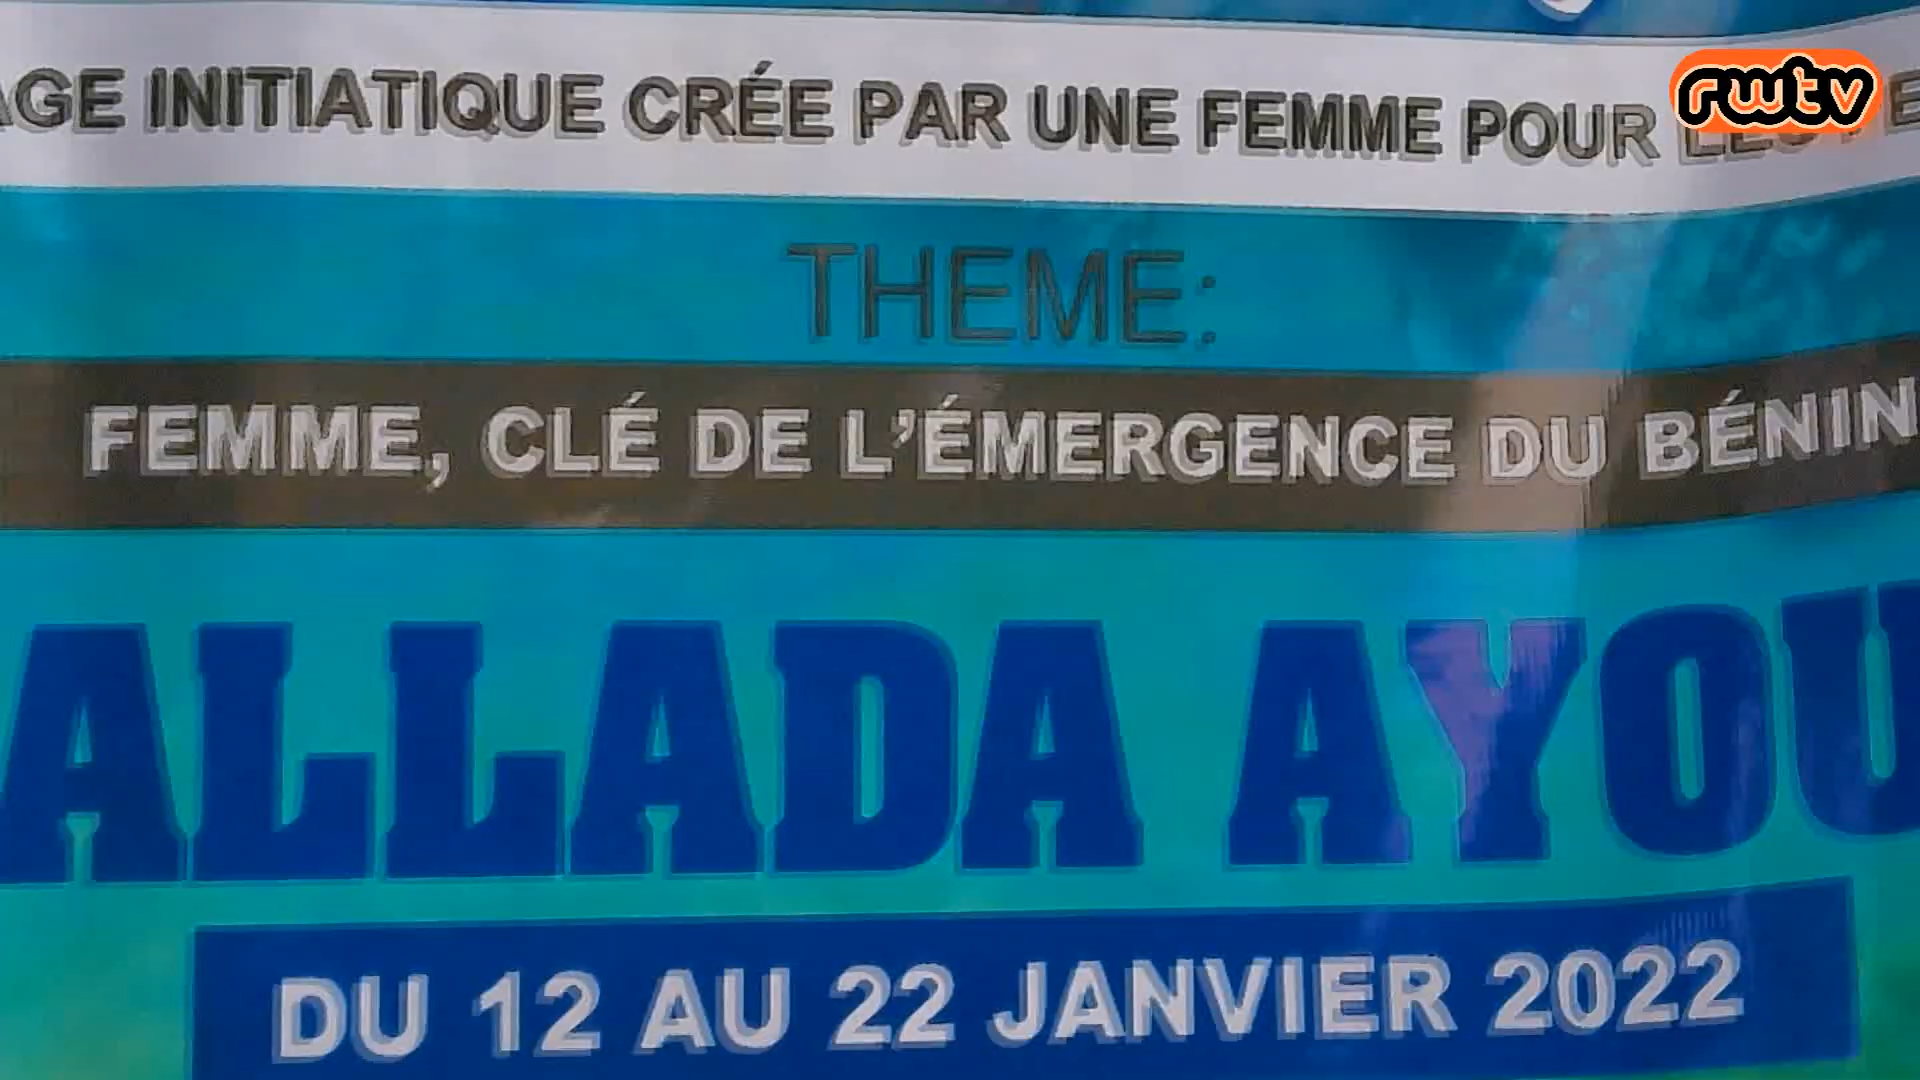 rwtv
AGE INITIATIQUE CRÉE PAR UNE FEMME POUR LES
THEME:
FEMME, CLÉ DE L'ÉMERGENCE DU BÉNIN
ALLADA AYOU
DU 12 AU 22 JANVIER 2022